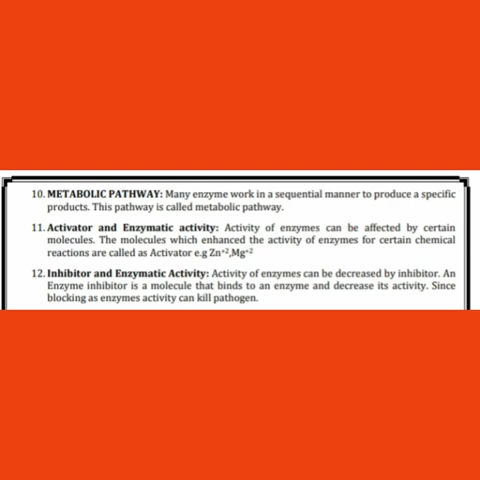 10. METABOLIC PATHWAY: Many enzyme work in a sequential manner to produce a specific
products. This pathway is called metabolic pathway.
11. Activator and Enzymatic activity: Activity of enzymes can be affected by certain
molecules. The molecules which enhanced the activity of enzymes for certain chemical
reactions are called as Activator e.g Zn⁺²,Mg⁺²
12. Inhibitor and Enzymatic Activity: Activity of enzymes can be decreased by inhibitor. An
Enzyme inhibitor is a molecule that binds to an enzyme and decrease its activity. Since
blocking as enzymes activity can kill pathogen.